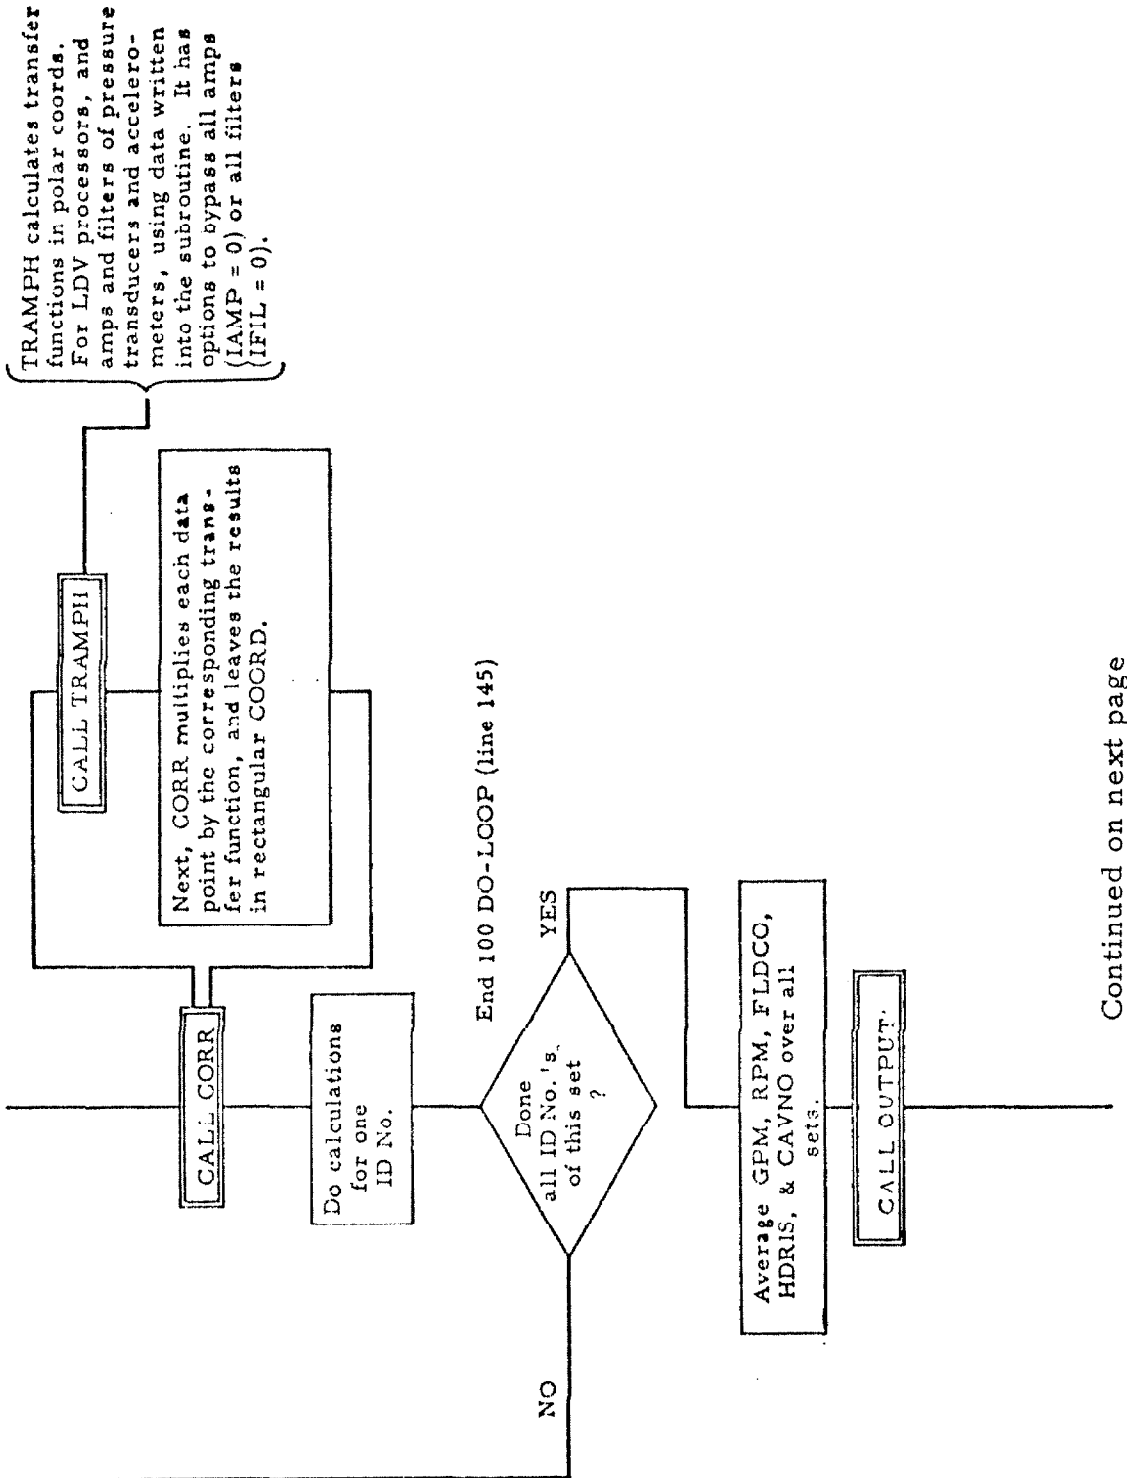 TRAMPH calculates transfer
functions in polar coords.
For LDV processors, and
amps and filters of pressure
transducers and accelero-
meters, using data written
into the subroutine. It has
options to bypass all amps
(IAMP = 0) or all filters
(IFIL = 0).
CALL TRAMPH
Next, CORR multiplies each data
point by the corresponding trans-
fer function, and leaves the results
in rectangular COORD.
CALL CORR
Do calculations
for one
ID No.
End 100 DO-LOOP (line 145)
Done
all ID No.'s
of this set
?
YES
NO
Average GPM, RPM, FLDCO,
HDRIS, & CAVNO over all
sets.
CALL OUTPUT.
Continued on next page